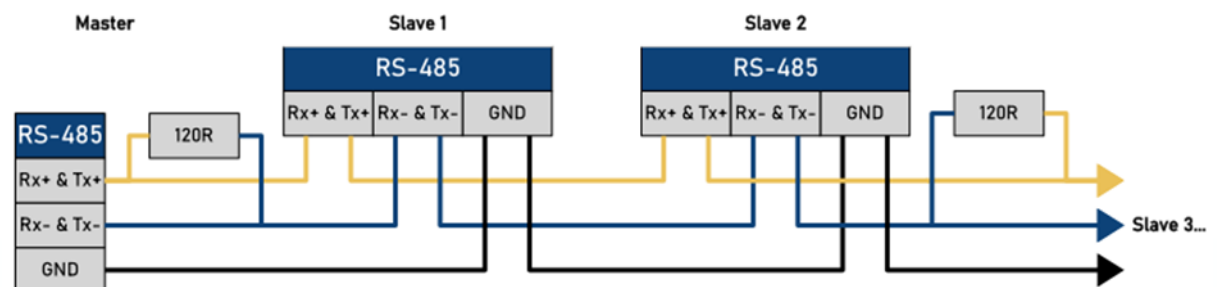 Master
Slave 1
Slave 2
RS-485
RS-485
Rx+ & Tx+
Rx- & Tx-
GND
Rx+ & Tx+
Rx- & Tx-
GND
120R
120R
RS-485
Rx+ & Tx+
Rx- & Tx-
GND
Slave 3...